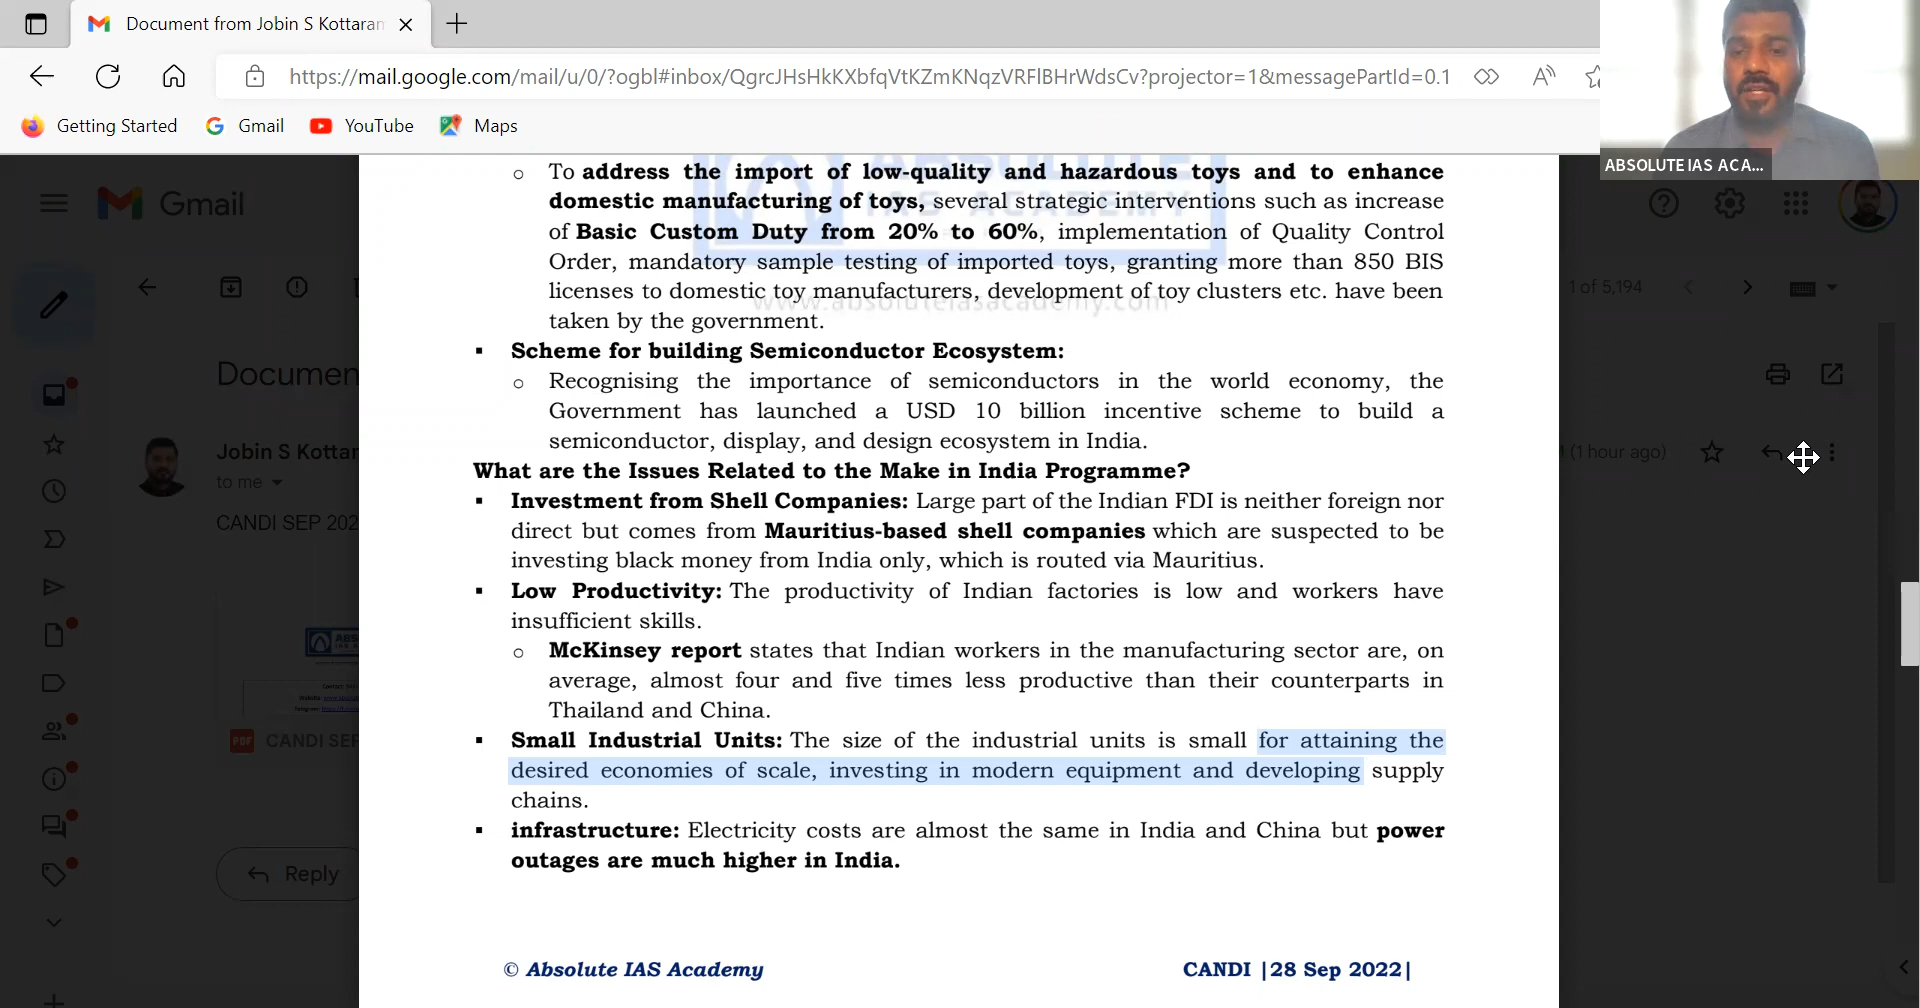 Document from Jobin S Kottaram
https://mail.google.com/mail/u/0/?ogbl#inbox/QgrcJHsHkKXbfqVtKZmKNqzVRFlBHrWdsCv?projector=1&messagePartId=0.1
Getting Started Gmail YouTube Maps
ABSOLUTE IAS ACA...
Gmail
To address the import of low-quality and hazardous toys and to enhance
domestic manufacturing of toys, several strategic interventions such as increase
of Basic Custom Duty from 20% to 60%, implementation of Quality Control
Order, mandatory sample testing of imported toys, granting more than 850 BIS
licenses to domestic toy manufacturers, development of toy clusters etc. have been
taken by the government.
www.absoluteiasacademy.com
1 of 5,194
Scheme for building Semiconductor Ecosystem:
Recognising the importance of semiconductors in the world economy, the
Government has launched a USD 10 billion incentive scheme to build a
semiconductor, display, and design ecosystem in India.
What are the Issues Related to the Make in India Programme?
Investment from Shell Companies: Large part of the Indian FDI is neither foreign nor
direct but comes from Mauritius-based shell companies which are suspected to be
investing black money from India only, which is routed via Mauritius.
Low Productivity: The productivity of Indian factories is low and workers have
insufficient skills.
McKinsey report states that Indian workers in the manufacturing sector are, on
average, almost four and five times less productive than their counterparts in
Thailand and China.
Small Industrial Units: The size of the industrial units is small for attaining the
desired economies of scale, investing in modern equipment and developing supply
chains.
infrastructure: Electricity costs are almost the same in India and China but power
outages are much higher in India.
© Absolute IAS Academy
CANDI |28 Sep 2022|
Documen
Jobin S Kottar
to me
CANDI SEP 202
(1 hour ago)
PDF CANDI SEP
Reply